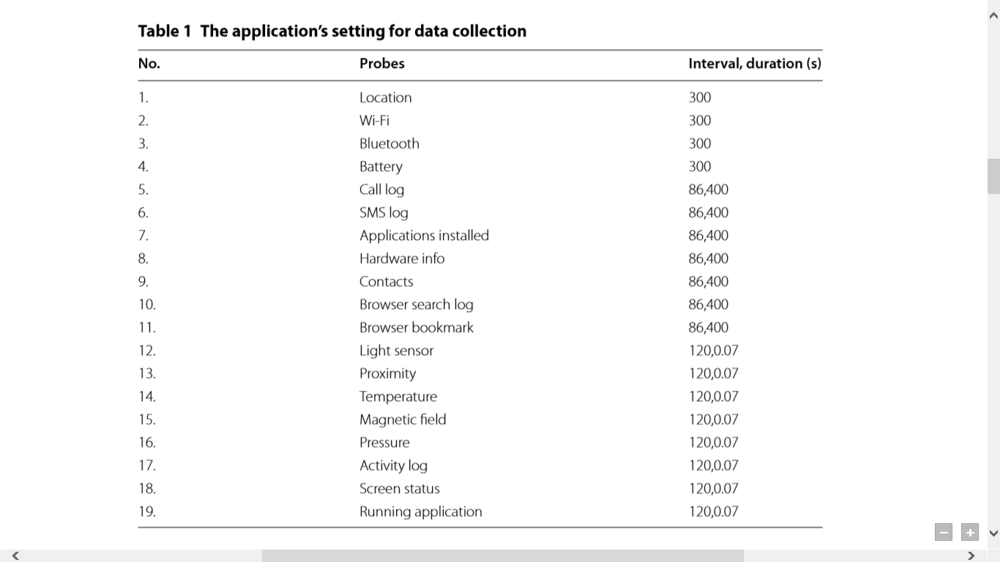 Table 1 The application's setting for data collection
No. Probes Interval, duration (s)
1. Location 300
2. Wi-Fi 300
3. Bluetooth 300
4. Battery 300
5. Call log 86,400
6. SMS log 86,400
7. Applications installed 86,400
8. Hardware info 86,400
9. Contacts 86,400
10. Browser search log 86,400
11. Browser bookmark 86,400
12. Light sensor 120,0.07
13. Proximity 120,0.07
14. Temperature 120,0.07
15. Magnetic field 120,0.07
16. Pressure 120,0.07
17. Activity log 120,0.07
18. Screen status 120,0.07
19. Running application 120,0.07